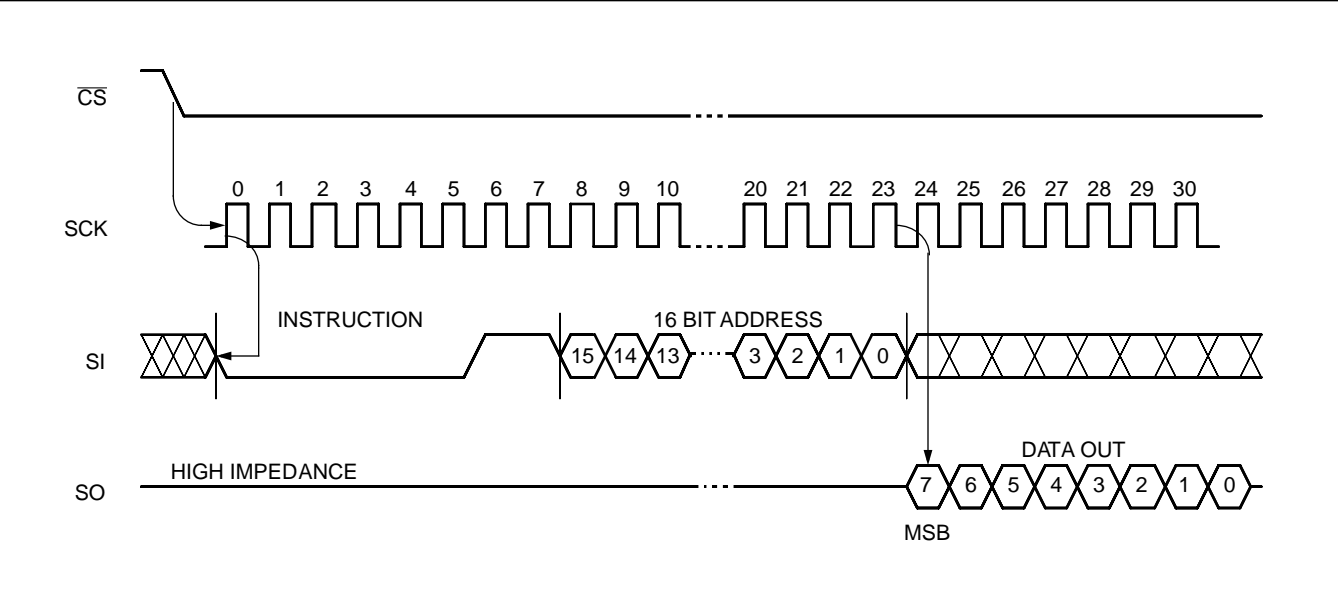 CS
0 1 2 3 4 5 6 7 8 9 10 20 21 22 23 24 25 26 27 28 29 30
SCK
INSTRUCTION 16 BIT ADDRESS
SI 15 14 13 3 2 1 0
DATA OUT
HIGH IMPEDANCE
SO 7 6 5 4 3 2 1 0
MSB